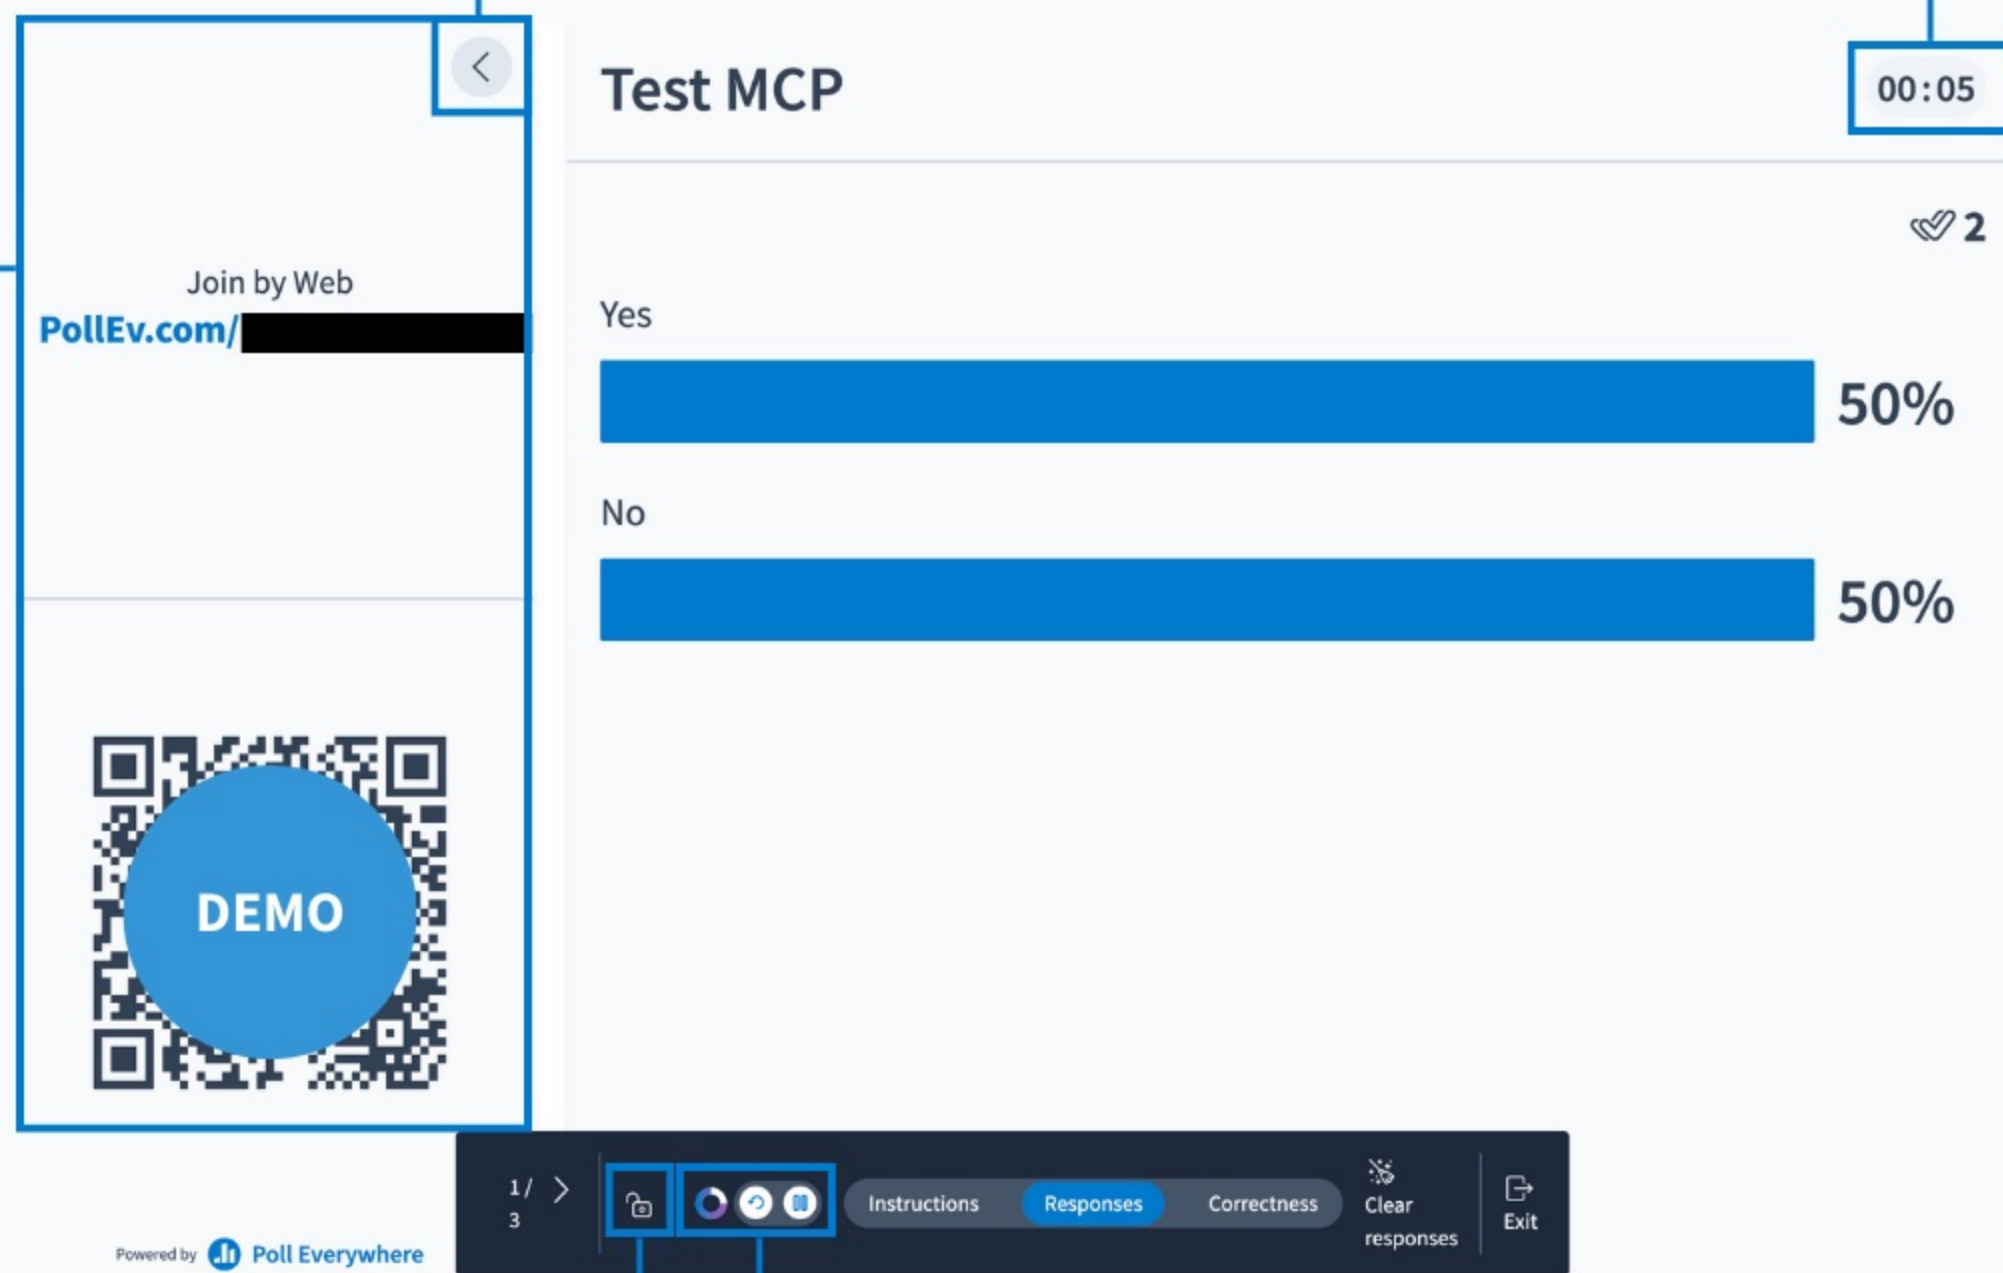 Join by Web
PollEv.com/
DEMO
Test MCP
00:05
2
Yes
50%
No
50%
1/
3
Instructions
Responses
Correctness
Clear
responses
Exit
Powered by Poll Everywhere